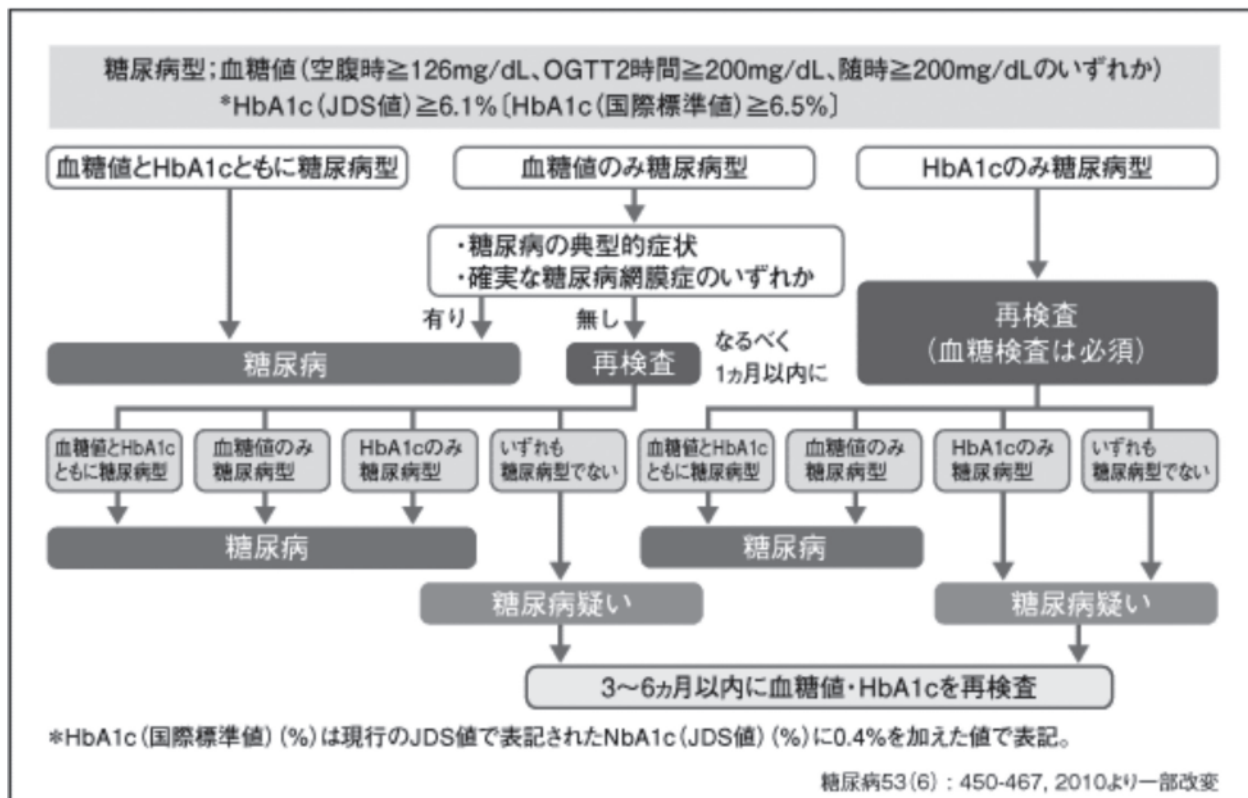 糖尿病型；血糖値（空腹時≧126mg/dL、OGTT2時間≧200mg/dL、随時≧200mg/dLのいずれか）
*HbA1c（JDS値）≧6.1%〔HbA1c（国際標準値）≧6.5%〕
血糖値とHbA1cともに糖尿病型
血糖値のみ糖尿病型
HbA1cのみ糖尿病型
・糖尿病の典型的症状
・確実な糖尿病網膜症のいずれか
有り
無し
糖尿病
再検査
なるべく
1ヵ月以内に
再検査
（血糖検査は必須）
血糖値とHbA1c
ともに糖尿病型
血糖値のみ
糖尿病型
HbA1cのみ
糖尿病型
いずれも
糖尿病型でない
血糖値とHbA1c
ともに糖尿病型
血糖値のみ
糖尿病型
HbA1cのみ
糖尿病型
いずれも
糖尿病型でない
糖尿病
糖尿病
糖尿病疑い
糖尿病疑い
3～6ヵ月以内に血糖値・HbA1cを再検査
*HbA1c（国際標準値）（%）は現行のJDS値で表記されたNbA1c（JDS値）（%）に0.4%を加えた値で表記。
糖尿病53（6）：450-467, 2010より一部改変